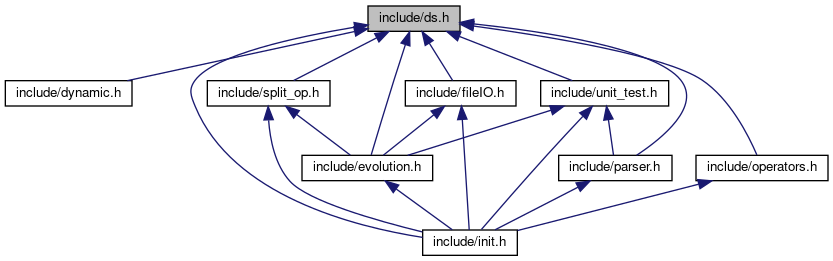 include/ds.h
include/dynamic.h
include/split_op.h
include/fileIO.h
include/unit_test.h
include/evolution.h
include/parser.h
include/operators.h
include/init.h